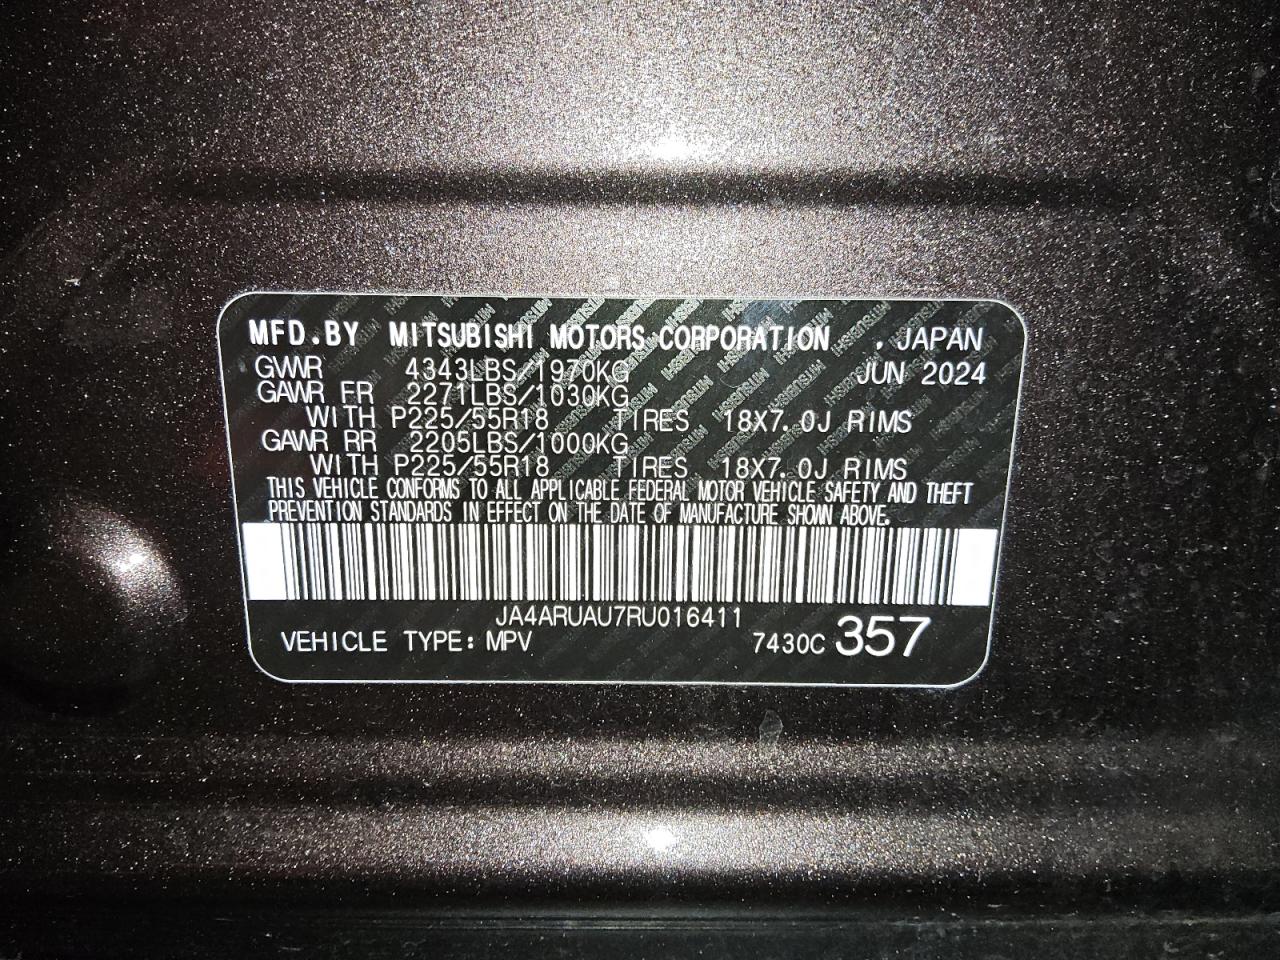 MFD.BY MITSUBISHI MOTORS CORPORATION . JAPAN
GVWR 4343LBS/1970KG JUN 2024
GAWR FR 2271LBS/1030KG
WITH P225/55R18 TIRES 18X7.0J RIMS
GAWR RR 2205LBS/1000KG
WITH P225/55R18 TIRES 18X7.0J RIMS
THIS VEHICLE CONFORMS TO ALL APPLICABLE FEDERAL MOTOR VEHICLE SAFETY AND THEFT
PREVENTION STANDARDS IN EFFECT ON THE DATE OF MANUFACTURE SHOWN ABOVE.
JA4ARUAU7RU016411
VEHICLE TYPE: MPV 7430C 357